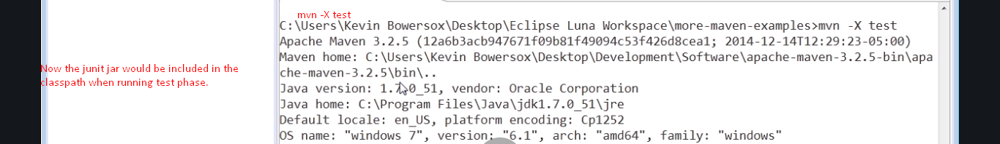 mvn -X test
C:\Users\Kevin Bowersox\Desktop\Eclipse Luna Workspace\more-maven-examples>mvn -X test
Apache Maven 3.2.5 (12a6b3acb947671f09b81f49094c53f426d8cea1; 2014-12-14T12:29:23-05:00)
Maven home: C:\Users\Kevin Bowersox\Desktop\Development\Software\apache-maven-3.2.5-bin\apa
che-maven-3.2.5\bin\..
Now the junit jar would be included in the
classpath when running test phase.
Java version: 1.7.0_51, vendor: Oracle Corporation
Java home: C:\Program Files\Java\jdk1.7.0_51\jre
Default locale: en_US, platform encoding: Cp1252
OS name: "windows 7", version: "6.1", arch: "amd64", family: "windows"